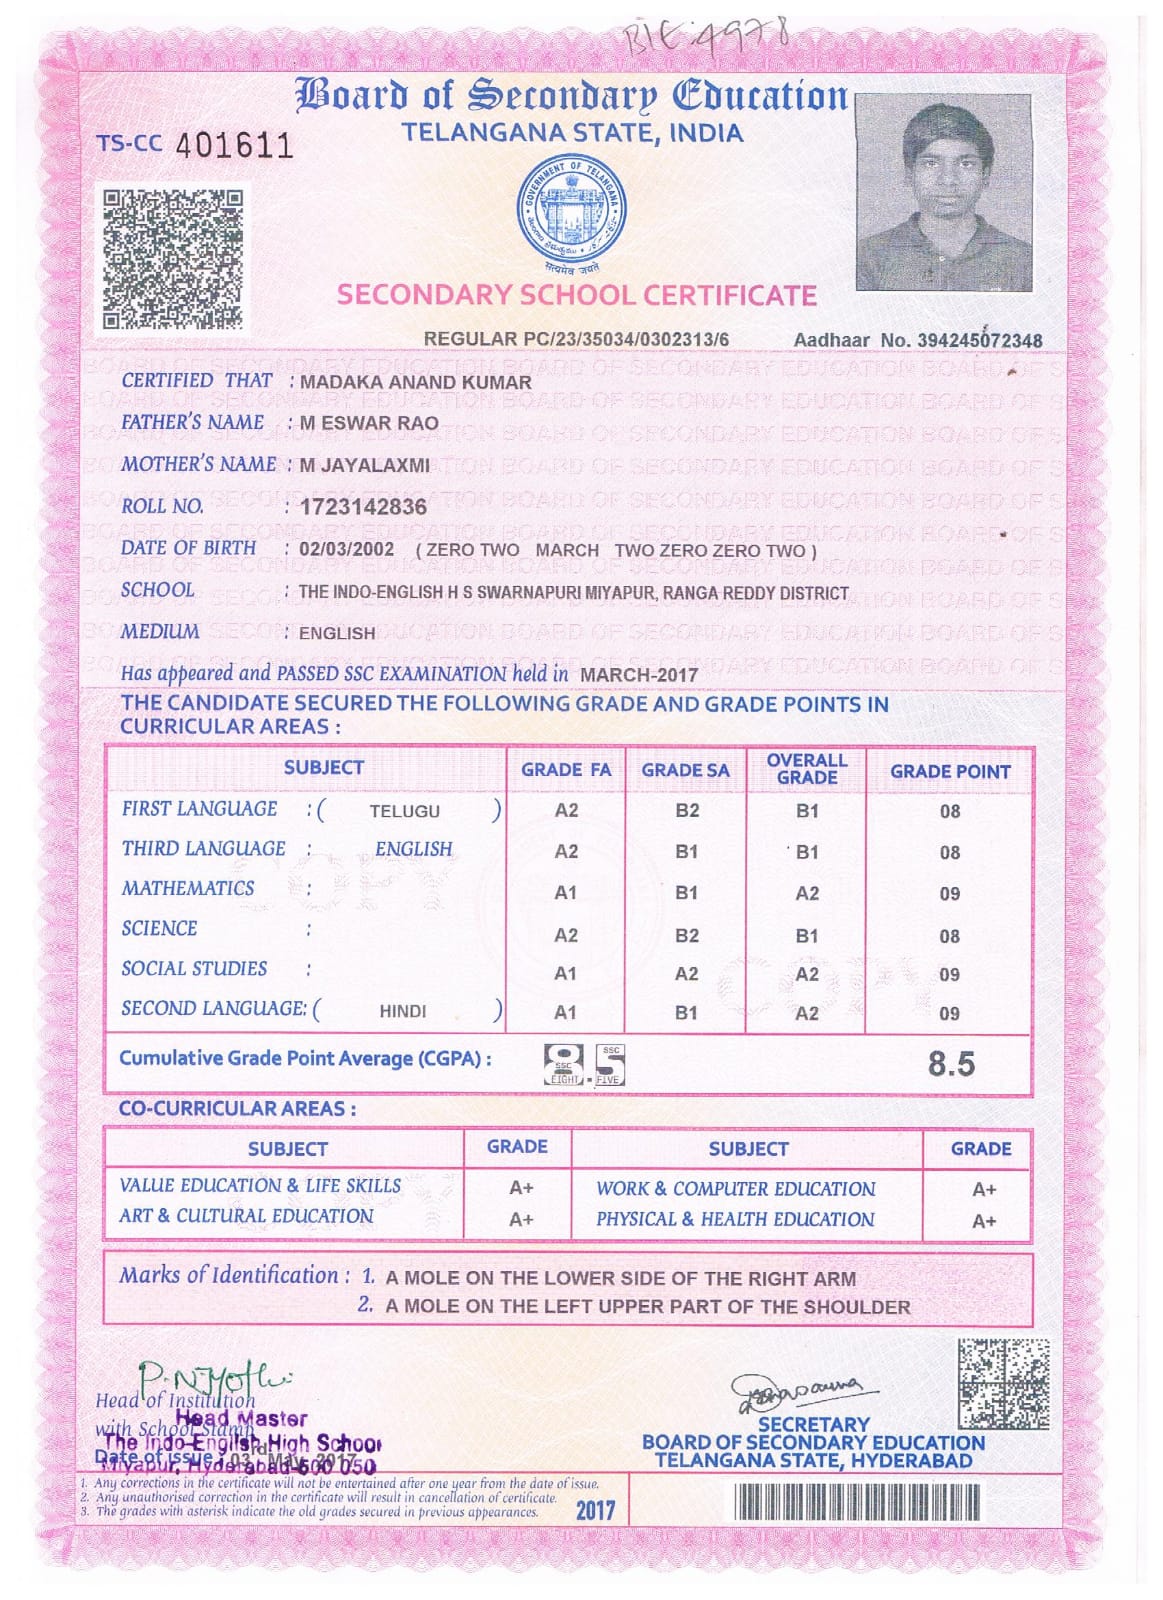 BIE 4978
Board of Secondary Education
TELANGANA STATE, INDIA
TS-CC 401611
GOVERNMENT OF TELANGANA
सत्यमेव जयते
SECONDARY SCHOOL CERTIFICATE
REGULAR PC/23/35034/0302313/6 Aadhaar No. 394245072348
CERTIFIED THAT : MADAKA ANAND KUMAR
FATHER'S NAME : M ESWAR RAO
MOTHER'S NAME : M JAYALAXMI
ROLL NO. : 1723142836
DATE OF BIRTH : 02/03/2002 ( ZERO TWO MARCH TWO ZERO ZERO TWO )
SCHOOL : THE INDO-ENGLISH H S SWARNAPURI MIYAPUR, RANGA REDDY DISTRICT
MEDIUM : ENGLISH
Has appeared and PASSED SSC EXAMINATION held in MARCH-2017
THE CANDIDATE SECURED THE FOLLOWING GRADE AND GRADE POINTS IN
CURRICULAR AREAS :
SUBJECT GRADE FA GRADE SA OVERALL GRADE GRADE POINT
FIRST LANGUAGE : ( TELUGU ) A2 B2 B1 08
THIRD LANGUAGE : ENGLISH A2 B1 B1 08
MATHEMATICS : A1 B1 A2 09
SCIENCE : A2 B2 B1 08
SOCIAL STUDIES : A1 A2 A2 09
SECOND LANGUAGE: ( HINDI ) A1 B1 A2 09
Cumulative Grade Point Average (CGPA) : 8 SSC EIGHT . 5 SSC FIVE 8.5
CO-CURRICULAR AREAS :
SUBJECT GRADE SUBJECT GRADE
VALUE EDUCATION & LIFE SKILLS A+ WORK & COMPUTER EDUCATION A+
ART & CULTURAL EDUCATION A+ PHYSICAL & HEALTH EDUCATION A+
Marks of Identification : 1. A MOLE ON THE LOWER SIDE OF THE RIGHT ARM
2. A MOLE ON THE LEFT UPPER PART OF THE SHOULDER
P.N.Jyothi
Head of Institution
with School Stamp
Head Master
The Indo-English High School
Miyapur, Hyderabad-500 050
Date of issue : 03rd May, 2017
SECRETARY
BOARD OF SECONDARY EDUCATION
TELANGANA STATE, HYDERABAD
1. Any corrections in the certificate will not be entertained after one year from the date of issue.
2. Any unauthorised correction in the certificate will result in cancellation of certificate.
3. The grades with asterisk indicate the old grades secured in previous appearances.
2017